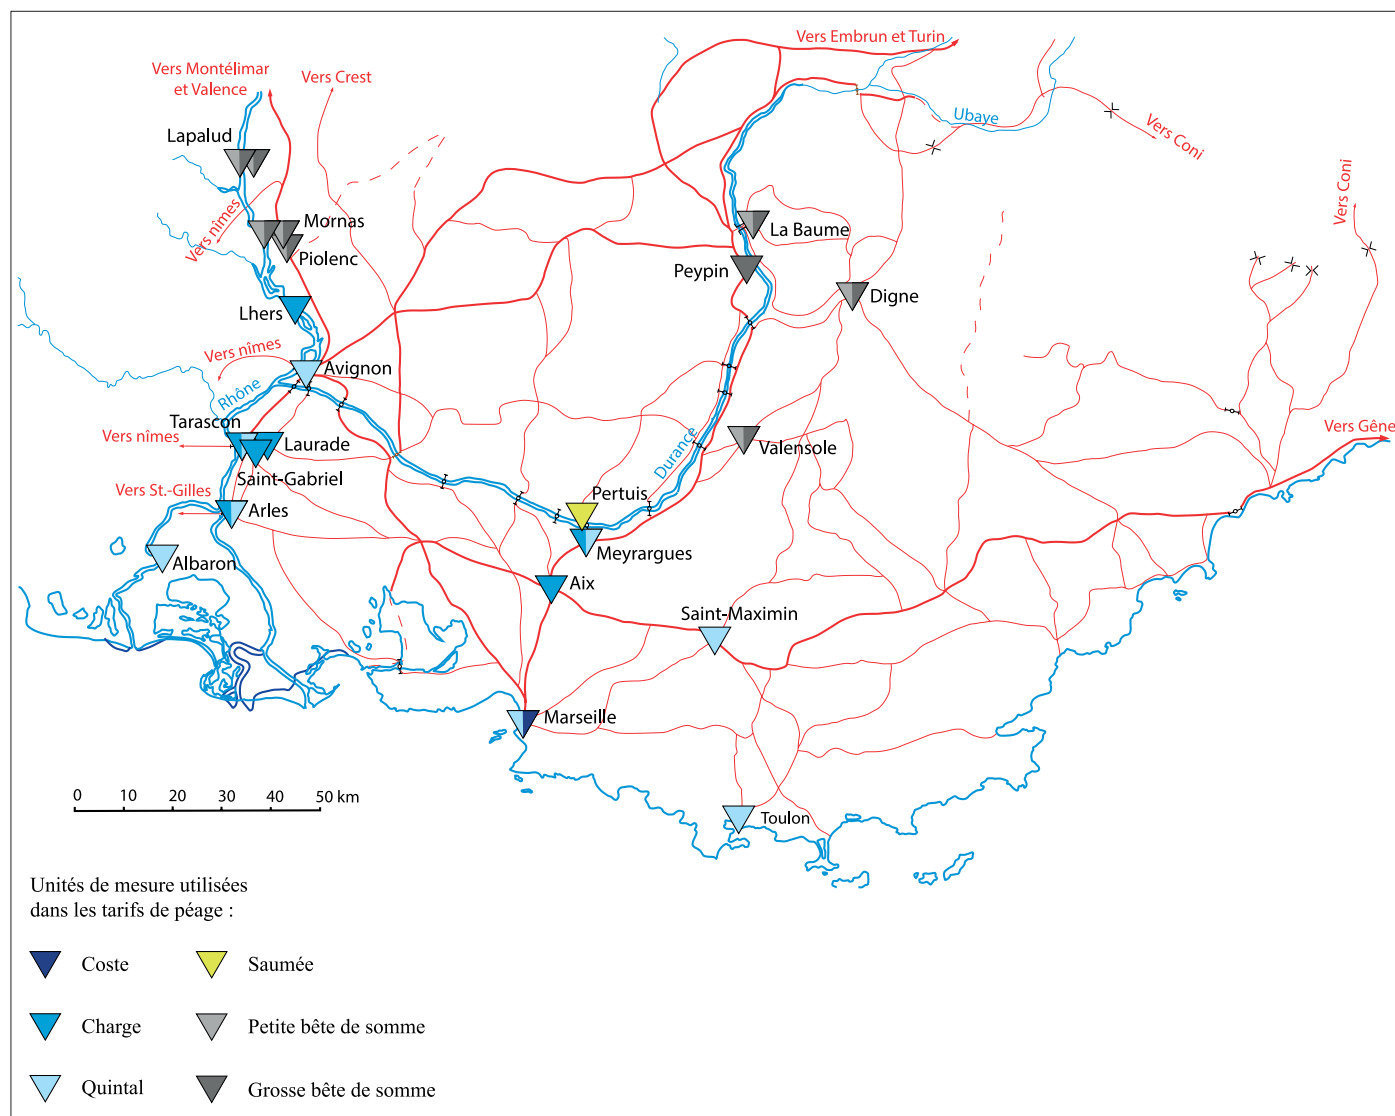 Vers Embrun et Turin
Vers Montélimar
et Valence
Vers Crest
Lapalud
Ubaye
Vers Coni
Vers Coni
Vers nîmes
Mornas
Piolenc
La Baume
Peypin
Digne
Lhers
Vers nîmes
Avignon
Rhône
Tarascon
Vers nîmes
Laurade
Saint-Gabriel
Durance
Valensole
Vers Gêne
Vers St.-Gilles
Arles
Pertuis
Meyrargues
Albaron
Aix
Saint-Maximin
Marseille
Toulon
0 10 20 30 40 50 km
Unités de mesure utilisées
dans les tarifs de péage :
Coste
Saumée
Charge
Petite bête de somme
Quintal
Grosse bête de somme